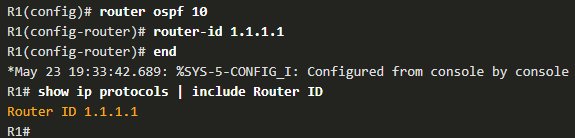 R1(config)# router ospf 10
R1(config-router)# router-id 1.1.1.1
R1(config-router)# end
*May 23 19:33:42.689: %SYS-5-CONFIG_I: Configured from console by console
R1# show ip protocols | include Router ID
Router ID 1.1.1.1
R1#